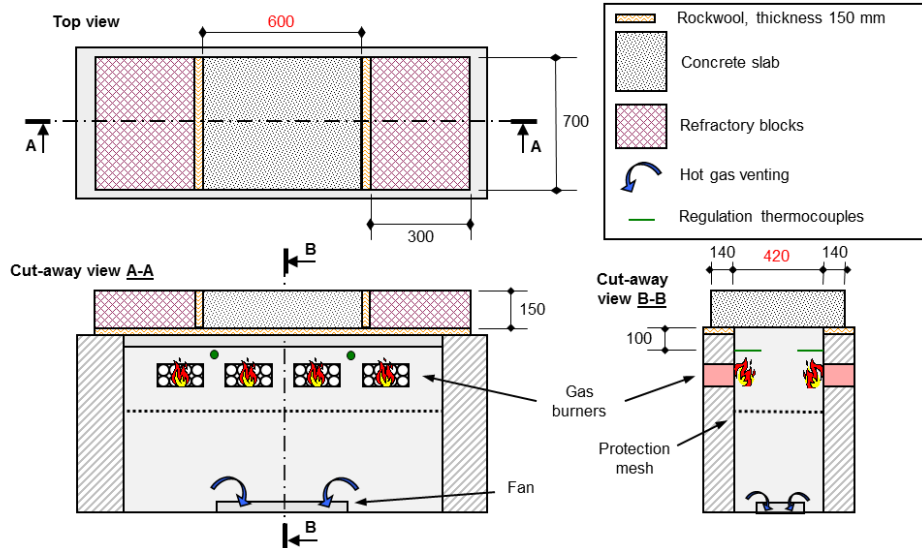 Top view
600
A
A
700
300
Rockwool, thickness 150 mm
Concrete slab
Refractory blocks
Hot gas venting
Regulation thermocouples
Cut-away view A-A
B
150
Gas
burners
Fan
B
Cut-away
view B-B
140
420
140
100
Protection
mesh